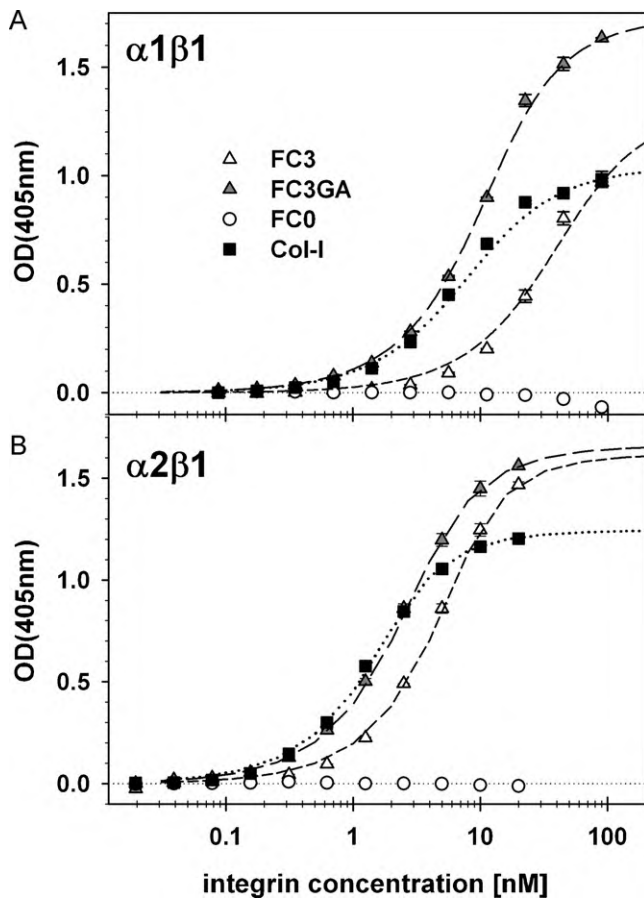 A
α1β1
FC3
FC3GA
FC0
Col-I
OD(405nm)
1.5
1.0
0.5
0.0
B
α2β1
OD(405nm)
1.5
1.0
0.5
0.0
0.1 1 10 100
integrin concentration [nM]